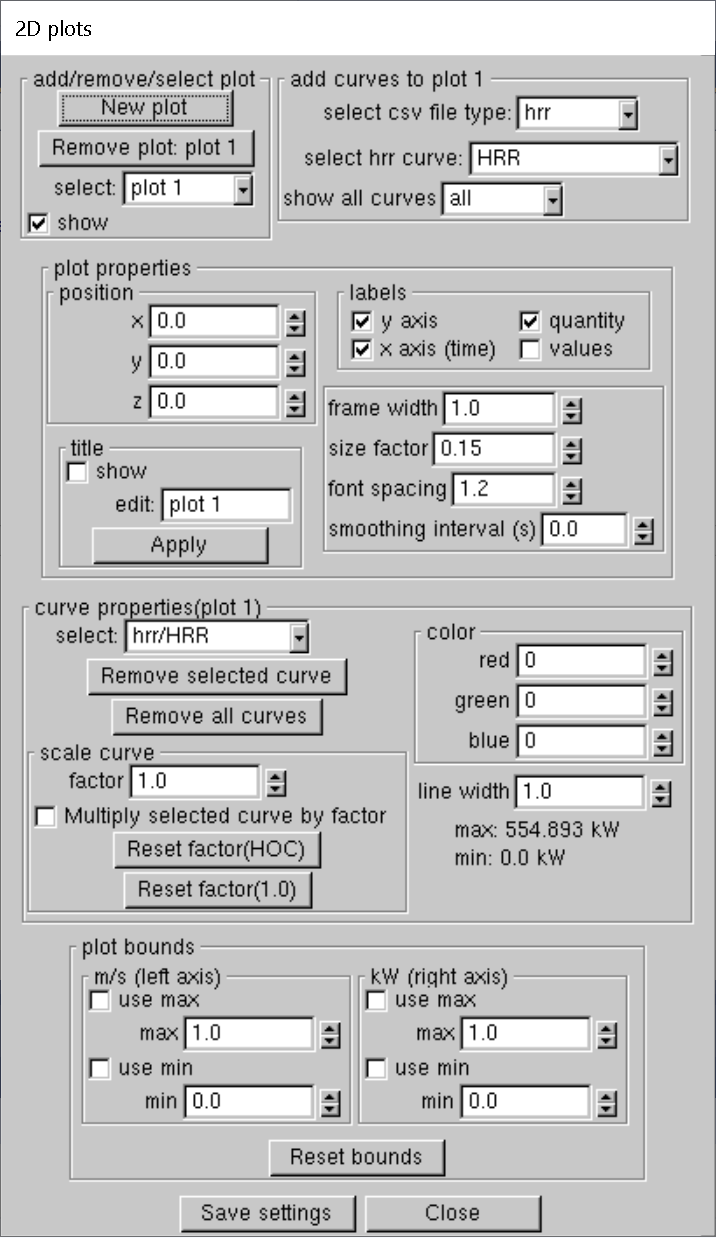 2D plots
add/remove/select plot
New plot
Remove plot: plot 1
select: plot 1
show
add curves to plot 1
select csv file type: hrr
select hrr curve: HRR
show all curves all
plot properties
position
x 0.0
y 0.0
z 0.0
labels
y axis
quantity
x axis (time)
values
title
show
edit: plot 1
Apply
frame width 1.0
size factor 0.15
font spacing 1.2
smoothing interval (s) 0.0
curve properties(plot 1)
select: hrr/HRR
Remove selected curve
Remove all curves
scale curve
factor 1.0
Multiply selected curve by factor
Reset factor(HOC)
Reset factor(1.0)
color
red 0
green 0
blue 0
line width 1.0
max: 554.893 kW
min: 0.0 kW
plot bounds
m/s (left axis)
use max
max 1.0
use min
min 0.0
kW (right axis)
use max
max 1.0
use min
min 0.0
Reset bounds
Save settings
Close